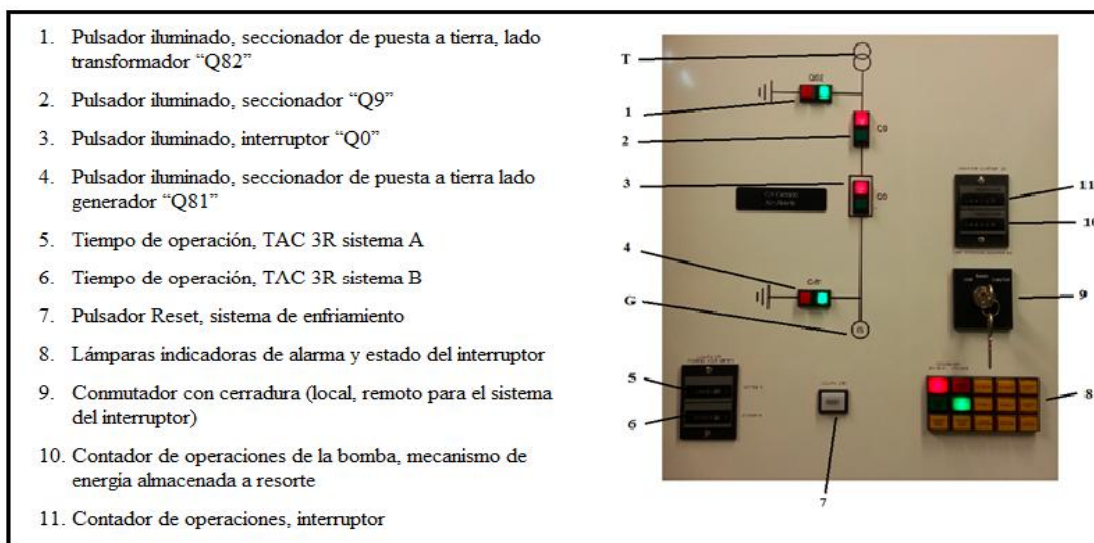 1. Pulsador iluminado, seccionador de puesta a tierra, lado
transformador “Q82”
2. Pulsador iluminado, seccionador “Q9”
3. Pulsador iluminado, interruptor “Q0”
4. Pulsador iluminado, seccionador de puesta a tierra lado
generador “Q81”
5. Tiempo de operación, TAC 3R sistema A
6. Tiempo de operación, TAC 3R sistema B
7. Pulsador Reset, sistema de enfriamiento
8. Lámparas indicadoras de alarma y estado del interruptor
9. Conmutador con cerradura (local, remoto para el sistema
del interruptor)
10. Contador de operaciones de la bomba, mecanismo de
energía almacenada a resorte
11. Contador de operaciones, interruptor
T
Q82
1
2
3
11
10
4
G
G
9
5
6
8
7